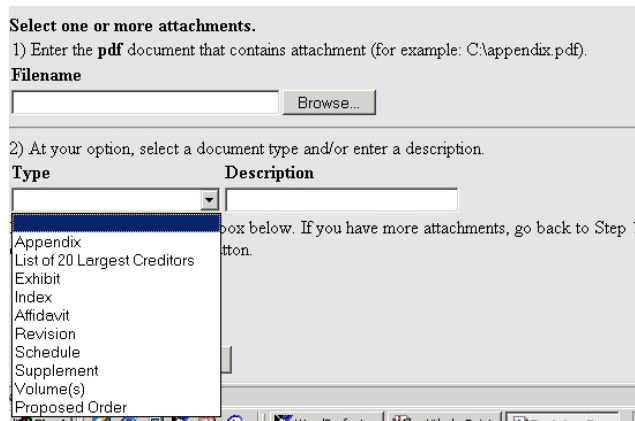 Select one or more attachments.
1) Enter the pdf document that contains attachment (for example: C:\appendix.pdf).
Filename
Browse...
2) At your option, select a document type and/or enter a description.
Type Description
box below. If you have more attachments, go back to Step
Appendix
List of 20 Largest Creditors
Exhibit
Index
Affidavit
Revision
Schedule
Supplement
Volume(s)
Proposed Order